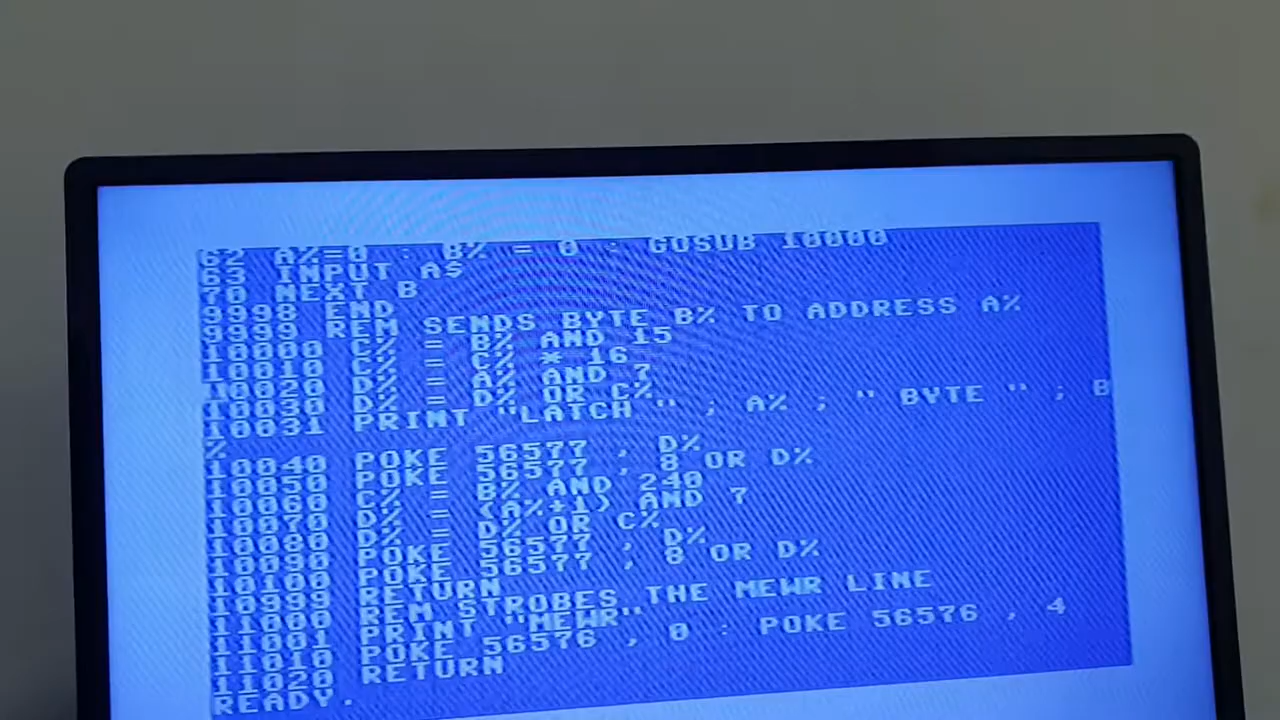 62 A%=0 : B% = 0 : GOSUB 10000
63 INPUT A$
70 NEXT B
9998 END
9999 REM SENDS BYTE B% TO ADDRESS A%
10000 C% = B% AND 15
10010 C% = C% * 16
10020 D% = A% AND 7
10030 D% = D% OR C%
10031 PRINT "LATCH " ; A% ; " BYTE " ; B
%
10040 POKE 56577 , D%
10050 POKE 56577 , 8 OR D%
10060 C% = B% AND 240
10070 D% = (A%+1) AND 7
10080 D% = D% OR C%
10090 POKE 56577 , D%
10100 POKE 56577 , 8 OR D%
10999 RETURN
11000 REM STROBES THE MEWR LINE
11001 PRINT "MEWR"
11010 POKE 56576 , 0 : POKE 56576 , 4
11020 RETURN
READY.